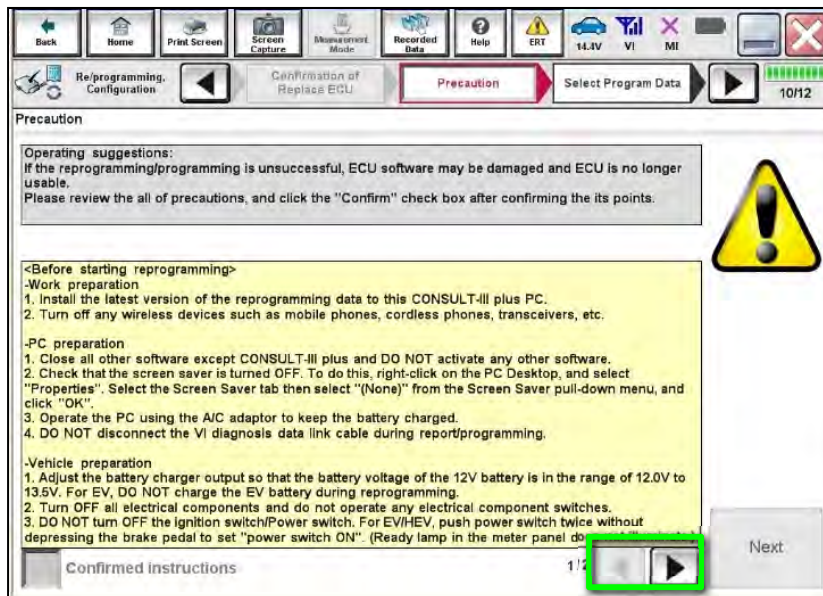 Back
Home
Print Screen
Screen Capture
Measurement Mode
Recorded Data
Help
ERT
14.4V
VI
MI
Re/programming, Configuration
Confirmation of Replace ECU
Precaution
Select Program Data
10/12
Precaution
Operating suggestions:
If the reprogramming/programming is unsuccessful, ECU software may be damaged and ECU is no longer
usable.
Please review the all of precautions, and click the "Confirm" check box after confirming the its points.
<Before starting reprogramming>
-Work preparation
1. Install the latest version of the reprogramming data to this CONSULT-III plus PC.
2. Turn off any wireless devices such as mobile phones, cordless phones, transceivers, etc.
-PC preparation
1. Close all other software except CONSULT-III plus and DO NOT activate any other software.
2. Check that the screen saver is turned OFF. To do this, right-click on the PC Desktop, and select
"Properties". Select the Screen Saver tab then select "(None)" from the Screen Saver pull-down menu, and
click "OK".
3. Operate the PC using the A/C adaptor to keep the battery charged.
4. DO NOT disconnect the VI diagnosis data link cable during report/programming.
-Vehicle preparation
1. Adjust the battery charger output so that the battery voltage of the 12V battery is in the range of 12.0V to
13.5V. For EV, DO NOT charge the EV battery during reprogramming.
2. Turn OFF all electrical components and do not operate any electrical component switches.
3. DO NOT turn OFF the ignition switch/Power switch. For EV/HEV, push power switch twice without
depressing the brake pedal to set "power switch ON". (Ready lamp in the meter panel
Confirmed instructions
1/2
Next